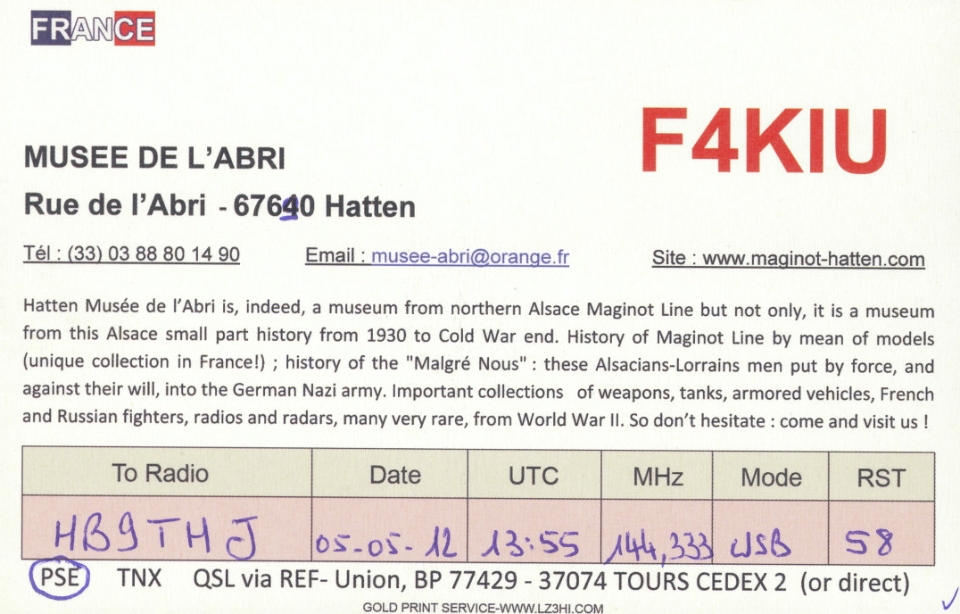 FRANCE
F4KIU
MUSEE DE L'ABRI
Rue de l'Abri - 67690 Hatten
Tél : (33) 03 88 80 14 90 Email : musee-abri@orange.fr Site : www.maginot-hatten.com
Hatten Musée de l'Abri is, indeed, a museum from northern Alsace Maginot Line but not only, it is a museum
from this Alsace small part history from 1930 to Cold War end. History of Maginot Line by mean of models
(unique collection in France!) ; history of the "Malgré Nous" : these Alsacians-Lorrains men put by force, and
against their will, into the German Nazi army. Important collections of weapons, tanks, armored vehicles, French
and Russian fighters, radios and radars, many very rare, from World War II. So don't hesitate : come and visit us !
To Radio Date UTC MHz Mode RST
HB9THJ 05-05-12 13:55 144,333 USB 58
PSE TNX QSL via REF- Union, BP 77429 - 37074 TOURS CEDEX 2 (or direct)
GOLD PRINT SERVICE-WWW.LZ3HI.COM